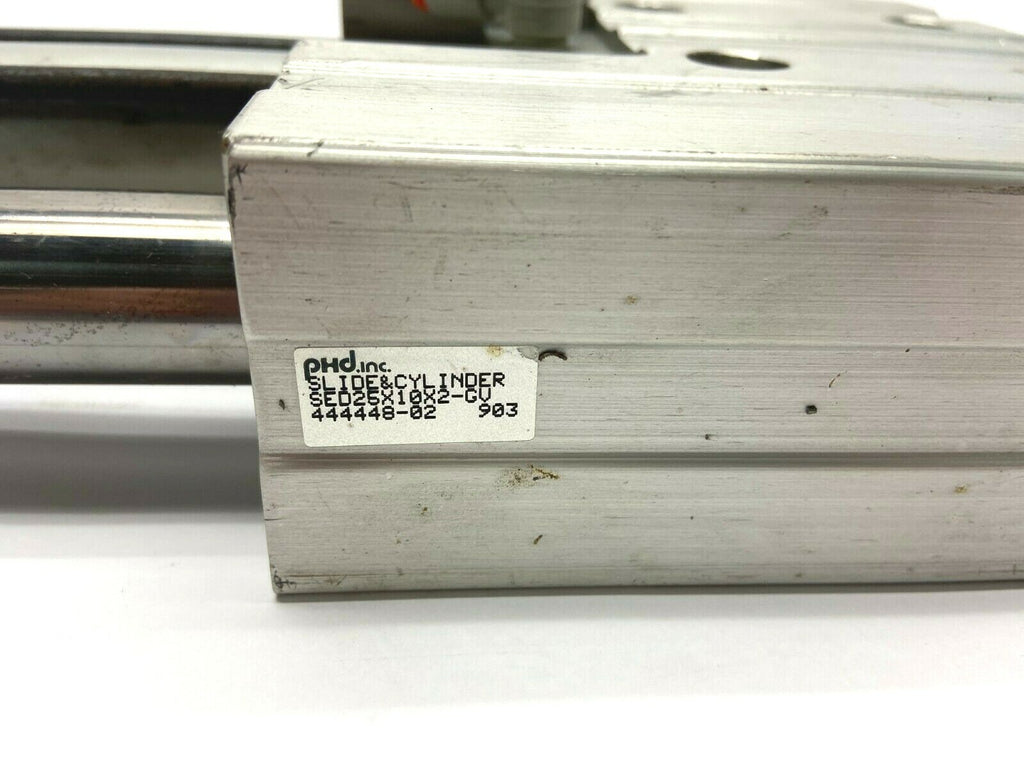 PHd.inc.
SLIDE&CYLINDER
SED25X10X2-GV
444448-02 903